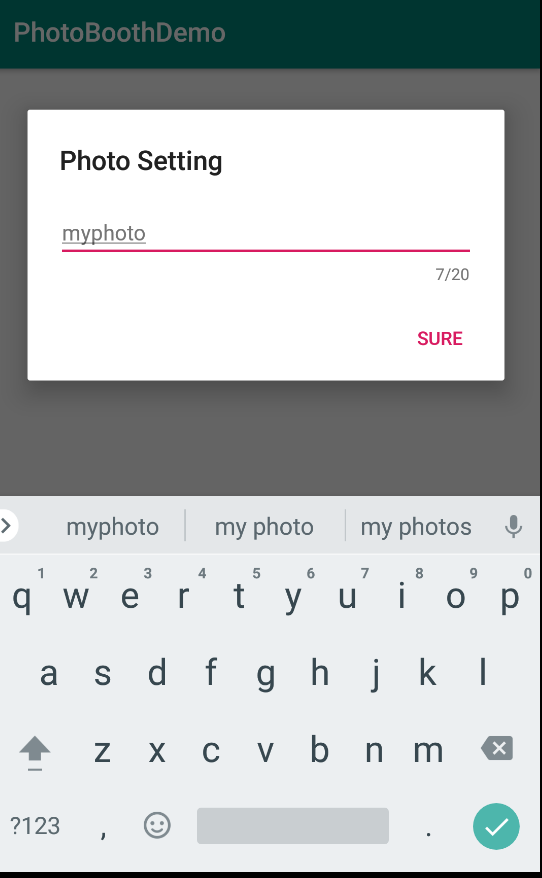 PhotoBoothDemo
Photo Setting
myphoto
7/20
SURE
myphoto my photo my photos
1 2 3 4 5 6 7 8 9 0
q w e r t y u i o p
a s d f g h j k l
z x c v b n m
?123 , .